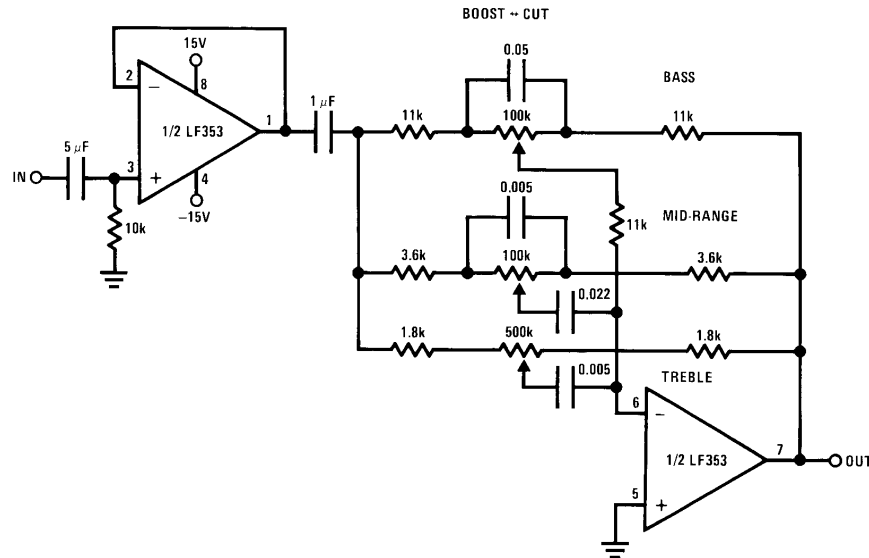 BOOST ↔ CUT
0.05
15V
BASS
2
8
1 μF
11k
100k
11k
1/2 LF353
1
5 μF
IN
3
4
-15V
10k
0.005
11k
MID-RANGE
3.6k
100k
3.6k
0.022
1.8k
500k
1.8k
0.005
TREBLE
6
1/2 LF353
7
OUT
5